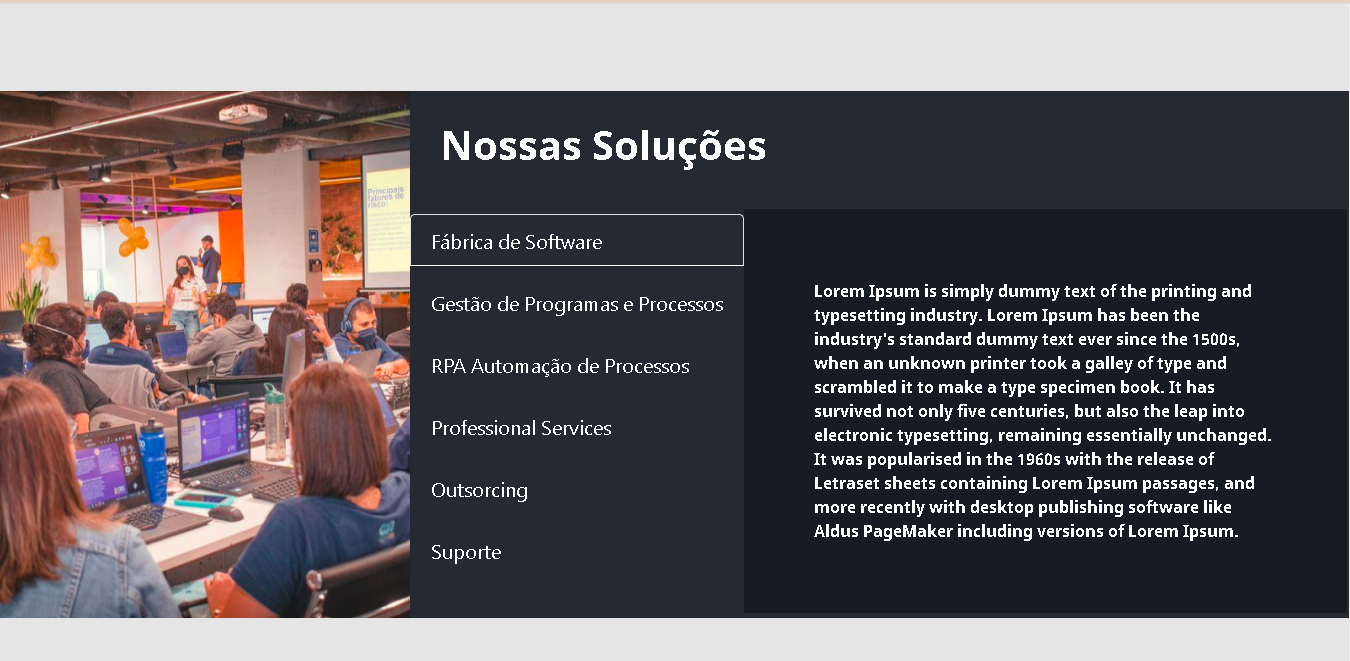 Nossas Soluções
Principais
fatores de
risco:
Fábrica de Software
Gestão de Programas e Processos
RPA Automação de Processos
Professional Services
Outsorcing
Suporte
Lorem Ipsum is simply dummy text of the printing and
typesetting industry. Lorem Ipsum has been the
industry's standard dummy text ever since the 1500s,
when an unknown printer took a galley of type and
scrambled it to make a type specimen book. It has
survived not only five centuries, but also the leap into
electronic typesetting, remaining essentially unchanged.
It was popularised in the 1960s with the release of
Letraset sheets containing Lorem Ipsum passages, and
more recently with desktop publishing software like
Aldus PageMaker including versions of Lorem Ipsum.